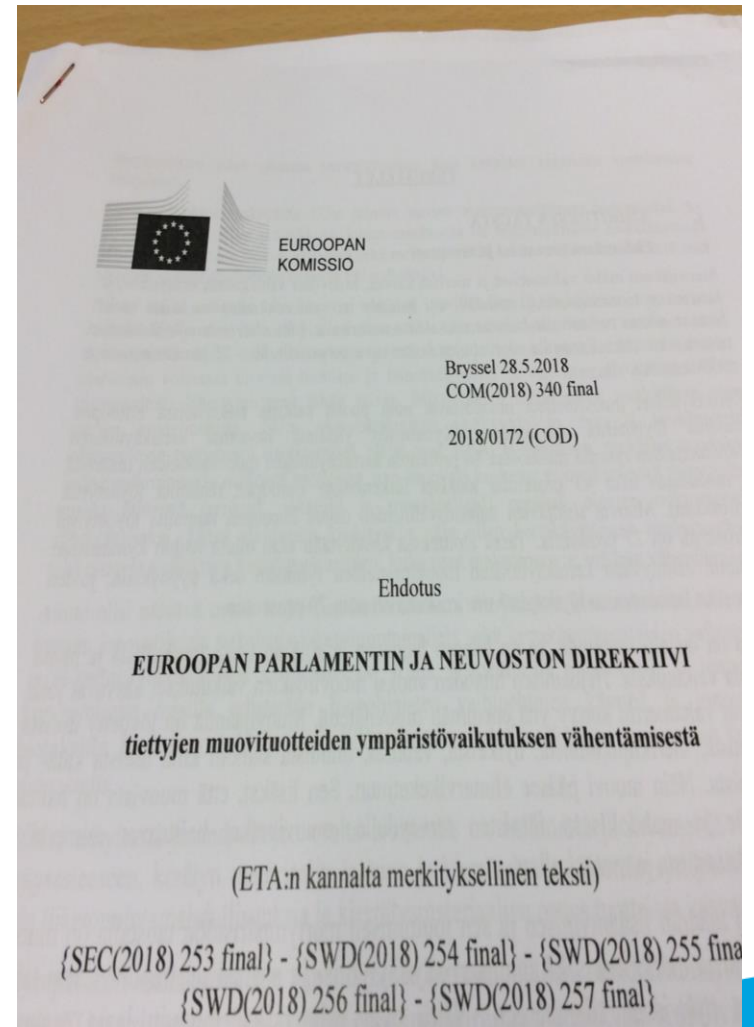 EUROOPAN
KOMISSIO
Bryssel 28.5.2018
COM(2018) 340 final
2018/0172 (COD)
Ehdotus
EUROOPAN PARLAMENTIN JA NEUVOSTON DIREKTIIVI
tiettyjen muovituotteiden ympäristövaikutuksen vähentämisestä
(ETA:n kannalta merkityksellinen teksti)
{SEC(2018) 253 final} - {SWD(2018) 254 final} - {SWD(2018) 255 fina
{SWD(2018) 256 final} - {SWD(2018) 257 final}